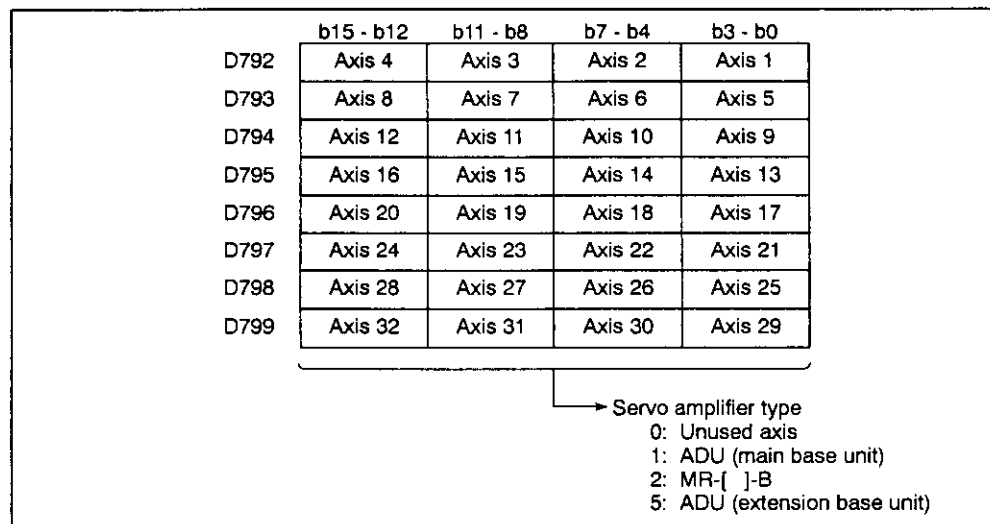 b15 - b12 b11 - b8 b7 - b4 b3 - b0
D792 Axis 4 Axis 3 Axis 2 Axis 1
D793 Axis 8 Axis 7 Axis 6 Axis 5
D794 Axis 12 Axis 11 Axis 10 Axis 9
D795 Axis 16 Axis 15 Axis 14 Axis 13
D796 Axis 20 Axis 19 Axis 18 Axis 17
D797 Axis 24 Axis 23 Axis 22 Axis 21
D798 Axis 28 Axis 27 Axis 26 Axis 25
D799 Axis 32 Axis 31 Axis 30 Axis 29
Servo amplifier type
0: Unused axis
1: ADU (main base unit)
2: MR-[ ]-B
5: ADU (extension base unit)